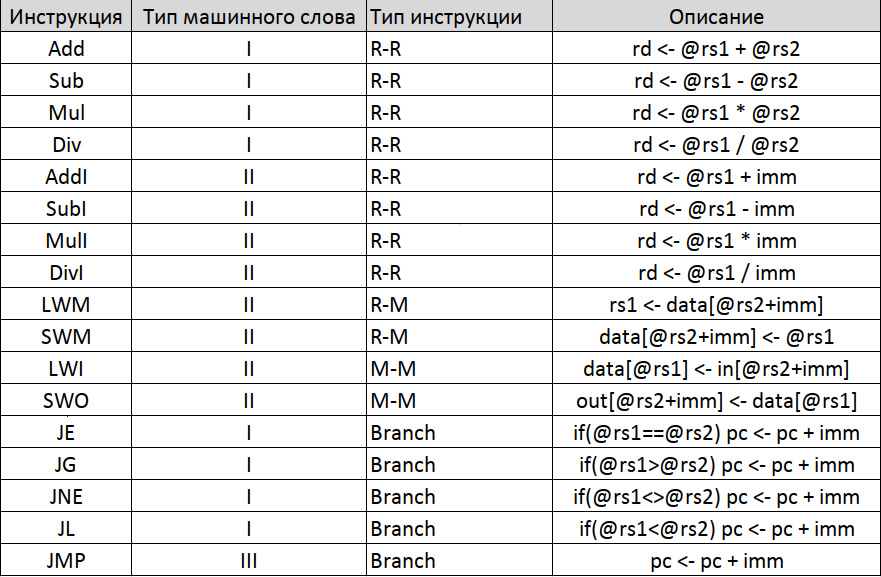 Инструкция Тип машинного слова Тип инструкции Описание
Add I R-R rd <- @rs1 + @rs2
Sub I R-R rd <- @rs1 - @rs2
Mul I R-R rd <- @rs1 * @rs2
Div I R-R rd <- @rs1 / @rs2
AddI II R-R rd <- @rs1 + imm
SubI II R-R rd <- @rs1 - imm
MulI II R-R rd <- @rs1 * imm
DivI II R-R rd <- @rs1 / imm
LWM II R-M rs1 <- data[@rs2+imm]
SWM II R-M data[@rs2+imm] <- @rs1
LWI II M-M data[@rs1] <- in[@rs2+imm]
SWO II M-M out[@rs2+imm] <- data[@rs1]
JE I Branch if(@rs1==@rs2) pc <- pc + imm
JG I Branch if(@rs1>@rs2) pc <- pc + imm
JNE I Branch if(@rs1<>@rs2) pc <- pc + imm
JL I Branch if(@rs1<@rs2) pc <- pc + imm
JMP III Branch pc <- pc + imm